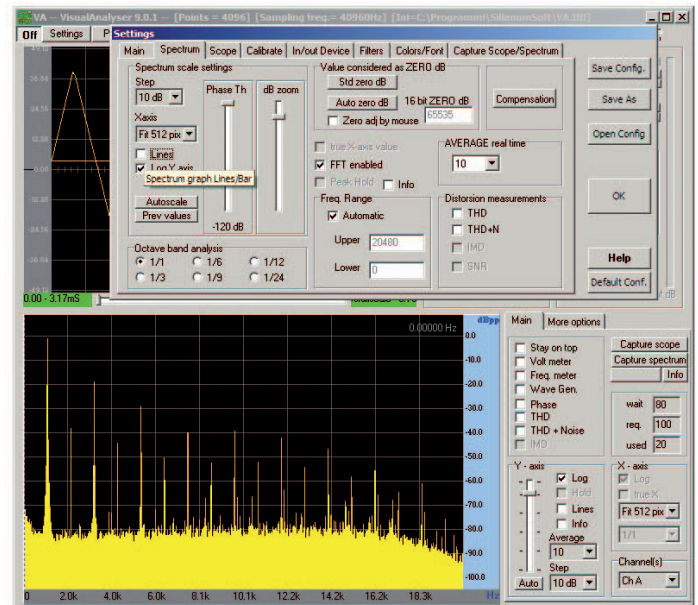 VA -- VisualAnalyser 9.0.1 -- [Points = 4096] [Sampling freq.= 40960Hz] [Ini=C:\Programmi\SillanumSoft\VA.INI]
Off Settings
Settings
Main Spectrum Scope Calibrate In/out Device Filters Colors/Font Capture Scope/Spectrum
Spectrum scale settings
Step
10 dB
Phase Th
dB zoom
Xaxis
Fit 512 pix
Lines
Log Y axis
Spectrum graph Lines/Bar
Autoscale
Prev values
-120 dB
Octave band analysis
1/1 1/6 1/12
1/3 1/9 1/24
Value considered as ZERO dB
Std zero dB
Auto zero dB
16 bit ZERO dB
Zero adj by mouse
65535
Compensation
true X-axis value
FFT enabled
Peak Hold
Info
AVERAGE real time
10
Freq. Range
Automatic
Upper 20480
Lower 0
Distorsion measurements
THD
THD+N
IMD
SNR
Save Config.
Save As
Open Config
OK
Help
Default Conf.
0.00 - 3.17mS
0.00000 Hz
dBpp
0.0
-10.0
-20.0
-30.0
-40.0
-50.0
-60.0
-70.0
-80.0
-90.0
-100.0
0 2.0k 4.0k 6.0k 8.1k 10.1k 12.2k 14.2k 16.2k 18.3k Hz
Main More options
Stay on top
Volt meter
Freq. meter
Wave Gen.
Phase
THD
THD + Noise
IMD
Capture scope
Capture spectrum
Info
wait 80
req. 100
used 20
Y - axis
Log
Hold
Lines
Info
Average
10
Step
Auto
10 dB
X - axis
Log
true X
Fit 512 pix
1/1
Channel(s)
Ch A